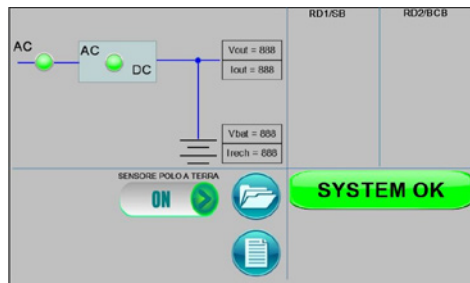 RD1/SB
RD2/BCB
AC
AC
DC
Vout = 888
Iout = 888
Vbat = 888
Irech = 888
SENSORE POLO A TERRA
ON
SYSTEM OK